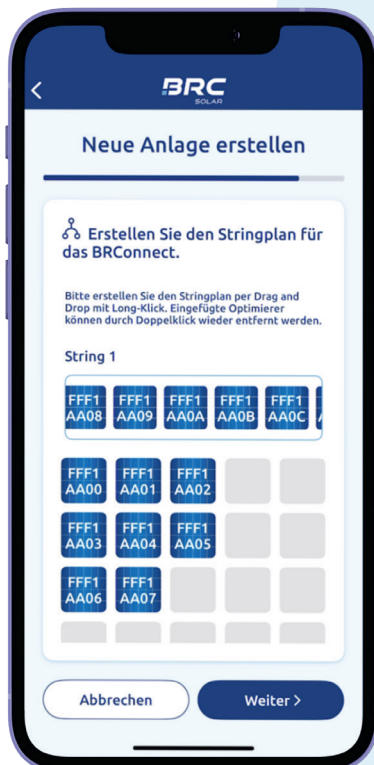 BRC
SOLAR
Neue Anlage erstellen
Erstellen Sie den Stringplan für
das BRConnect.
Bitte erstellen Sie den Stringplan per Drag and
Drop mit Long-Klick. Eingefügte Optimierer
können durch Doppelklick wieder entfernt werden.
String 1
FFF1 FFF1 FFF1 FFF1 FFF1
AA08 AA09 AA0A AA0B AA0C
FFF1 FFF1 FFF1
AA00 AA01 AA02
FFF1 FFF1 FFF1
AA03 AA04 AA05
FFF1 FFF1
AA06 AA07
Abbrechen Weiter >